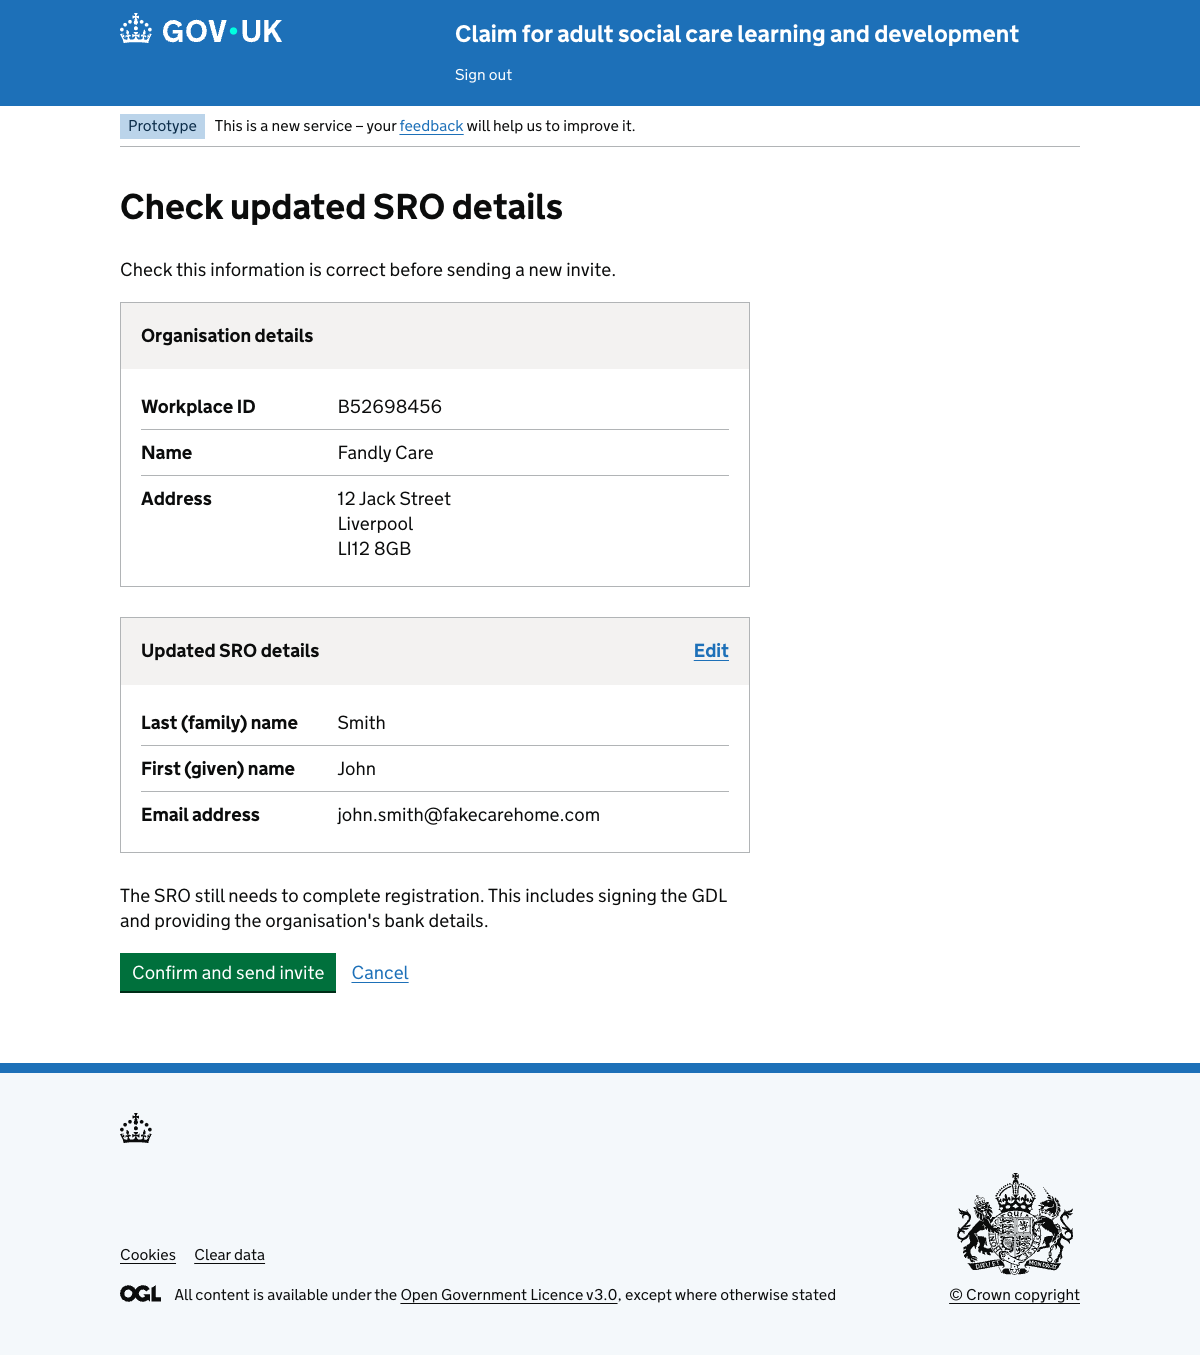 GOV·UK
Claim for adult social care learning and development
Sign out
Prototype This is a new service – your feedback will help us to improve it.
Check updated SRO details
Check this information is correct before sending a new invite.
Organisation details
Workplace ID B52698456
Name Fandly Care
Address 12 Jack Street
Liverpool
LI12 8GB
Updated SRO details Edit
Last (family) name Smith
First (given) name John
Email address john.smith@fakecarehome.com
The SRO still needs to complete registration. This includes signing the GDL
and providing the organisation's bank details.
Confirm and send invite Cancel
Cookies Clear data
OGL All content is available under the Open Government Licence v3.0, except where otherwise stated
© Crown copyright